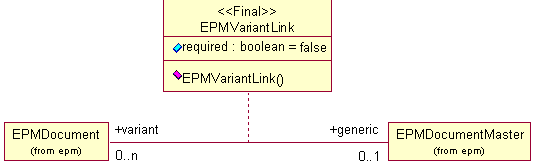 <<Final>>
EPMVariantLink
required : boolean = false
EPMVariantLink()
EPMDocument
(from epm)
+variant
0..n
+generic
0..1
EPMDocumentMaster
(from epm)